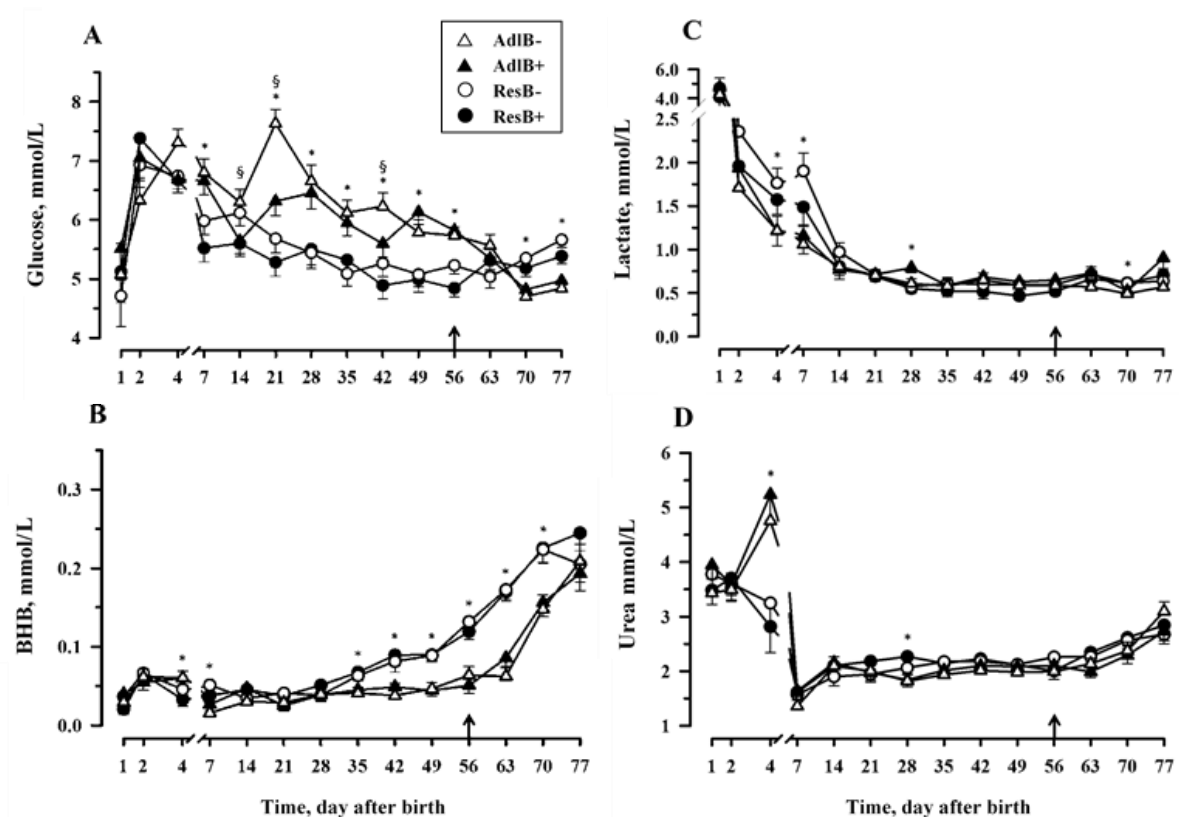 A
AdlB-
AdlB+
ResB-
ResB+
Glucose, mmol/L
8
7
6
5
4
* § § * * * § * * * * *
1 2 4 7 14 21 28 35 42 49 56 63 70 77
C
Lactate, mmol/L
6.0
4.0
2.5
2.0
1.5
1.0
0.5
0.0
* * * *
1 2 4 7 14 21 28 35 42 49 56 63 70 77
B
BHB, mmol/L
0.3
0.2
0.1
0.0
* * * * * * * *
1 2 4 7 14 21 28 35 42 49 56 63 70 77
Time, day after birth
D
Urea mmol/L
6
5
4
3
2
1
* *
1 2 4 7 14 21 28 35 42 49 56 63 70 77
Time, day after birth